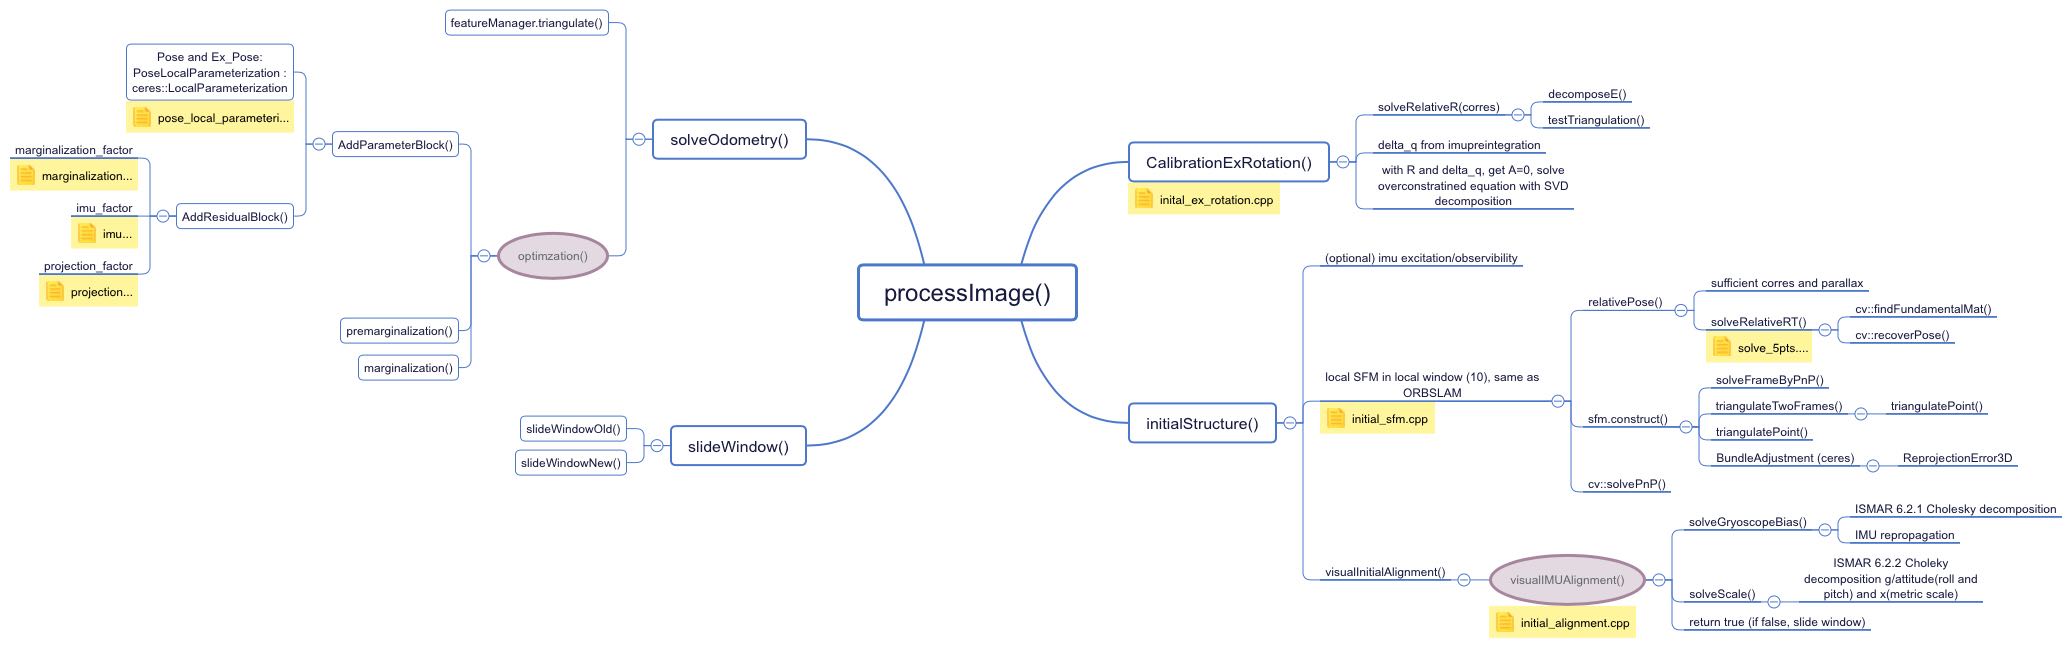 featureManager.triangulate()
Pose and Ex_Pose:
PoseLocalParameterization :
ceres::LocalParameterization
pose_local_parameteri...
AddParameterBlock()
marginalization_factor
marginalization...
imu_factor
imu...
projection_factor
projection...
AddResidualBlock()
optimzation()
premarginalization()
marginalization()
solveOdometry()
slideWindowOld()
slideWindowNew()
slideWindow()
processImage()
CalibrationExRotation()
inital_ex_rotation.cpp
solveRelativeR(corres)
decomposeE()
testTriangulation()
delta_q from imupreintegration
with R and delta_q, get A=0, solve
overconstratined equation with SVD
decomposition
initialStructure()
(optional) imu excitation/observibility
local SFM in local window (10), same as
ORBSLAM
initial_sfm.cpp
relativePose()
sufficient corres and parallax
solveRelativeRT()
solve_5pts....
cv::findFundamentalMat()
cv::recoverPose()
sfm.construct()
solveFrameByPnP()
triangulateTwoFrames()
triangulatePoint()
triangulatePoint()
BundleAdjustment (ceres)
ReprojectionError3D
cv::solvePnP()
visualInitialAlignment()
visualIMUAlignment()
initial_alignment.cpp
solveGryoscopeBias()
ISMAR 6.2.1 Cholesky decomposition
IMU repropagation
solveScale()
ISMAR 6.2.2 Choleky
decomposition g/attitude(roll and
pitch) and x(metric scale)
return true (if false, slide window)